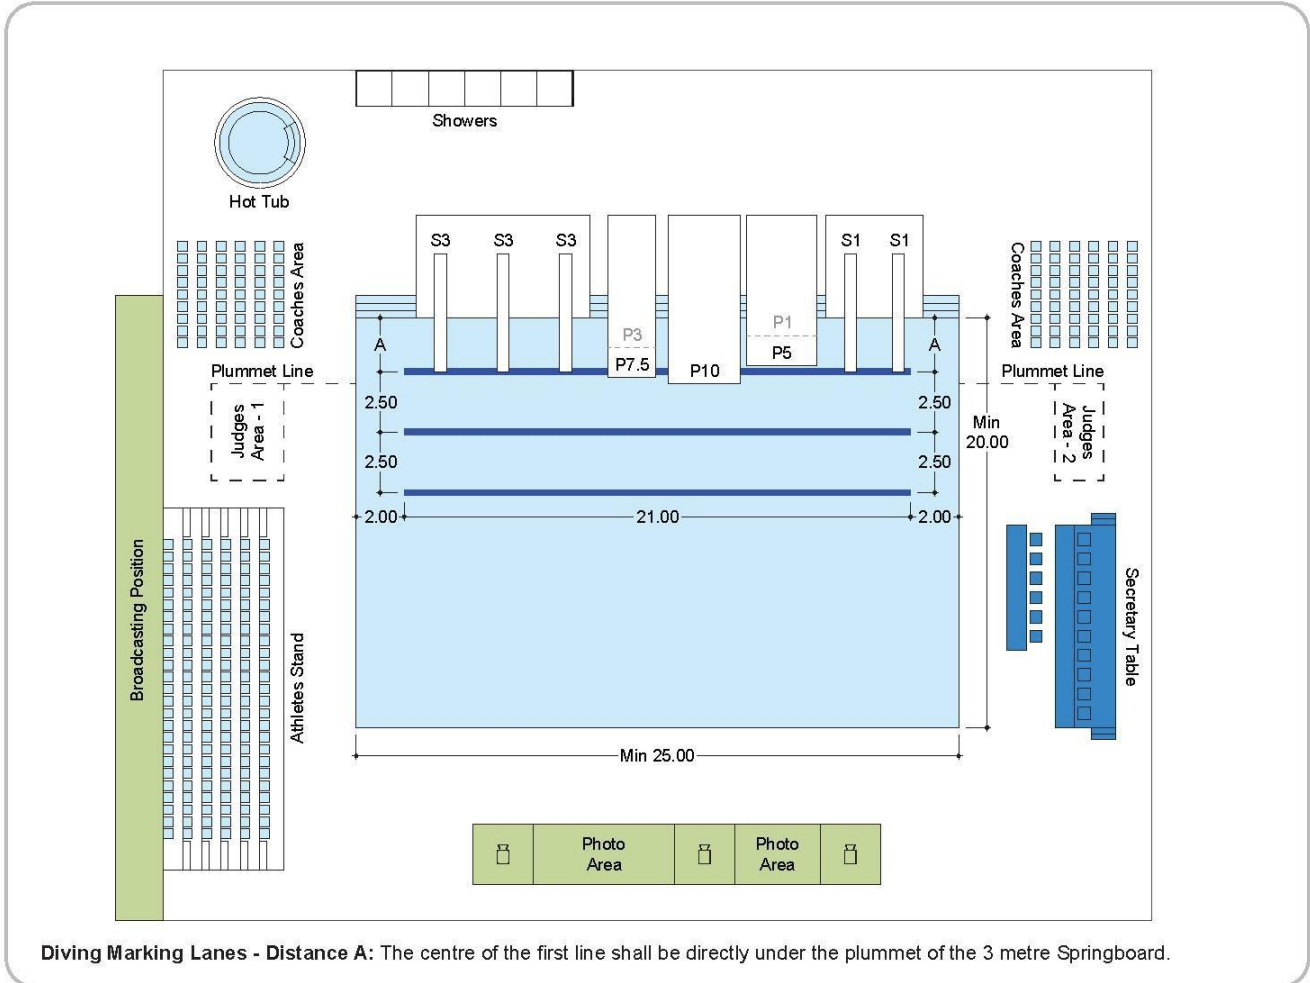 Showers
Hot Tub
Coaches Area
Coaches Area
S3
S3
S3
S1
S1
P3
P7.5
P10
P1
P5
A
A
Plummet Line
Plummet Line
Judges
Area - 1
Judges
Area - 2
2.50
2.50
2.50
2.50
Min
20.00
2.00
21.00
2.00
Broadcasting Position
Athletes Stand
Secretary Table
Min 25.00
Photo
Area
Photo
Area
Diving Marking Lanes - Distance A: The centre of the first line shall be directly under the plummet of the 3 metre Springboard.